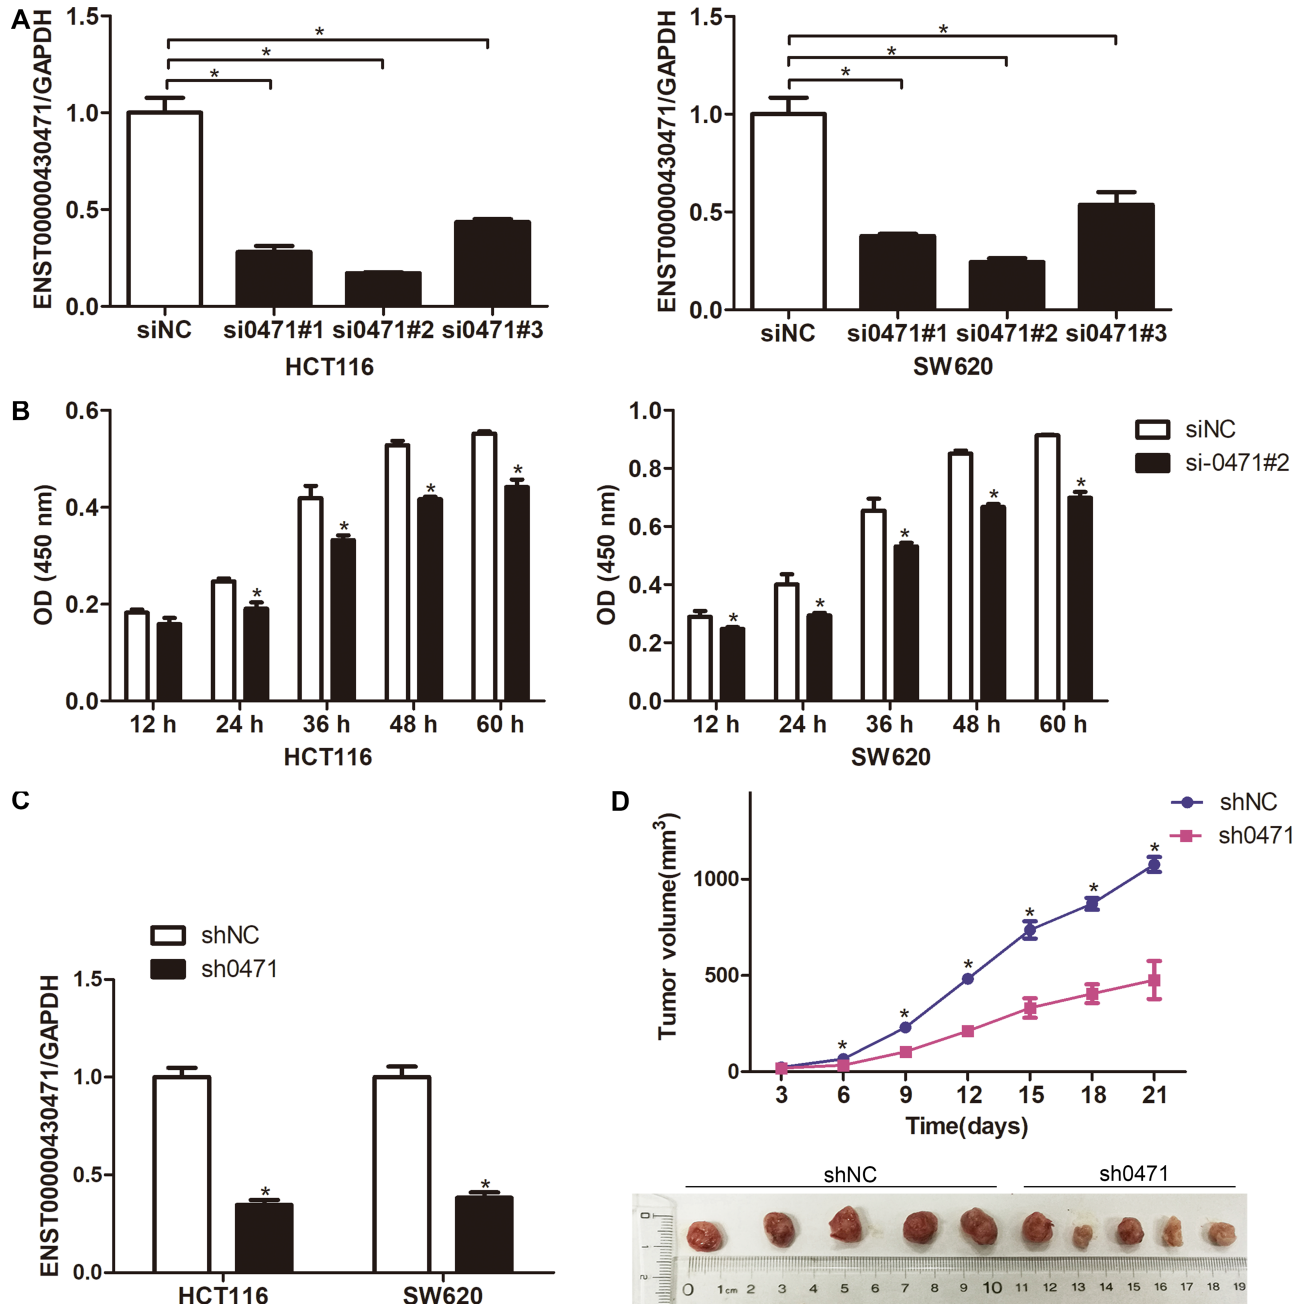 A
ENST00000430471/GAPDH
1.5
1.0
0.5
0.0
*
*
*
siNC si0471#1 si0471#2 si0471#3
HCT116
ENST00000430471/GAPDH
1.5
1.0
0.5
0.0
*
*
*
siNC si0471#1 si0471#2 si0471#3
SW620
B
OD (450 nm)
0.6
0.4
0.2
0.0
* * * *
12 h 24 h 36 h 48 h 60 h
HCT116
OD (450 nm)
1.0
0.8
0.6
0.4
0.2
0.0
* * * * *
12 h 24 h 36 h 48 h 60 h
SW620
siNC
si-0471#2
C
shNC
sh0471
ENST00000430471/GAPDH
1.5
1.0
0.5
0.0
* *
HCT116 SW620
D
shNC
sh0471
Tumor volume(mm3)
1000
500
0
* * * * * *
3 6 9 12 15 18 21
Time(days)
shNC sh0471
0
1
2
0 1cm 2 3 4 5 6 7 8 9 10 11 12 13 14 15 16 17 18 19